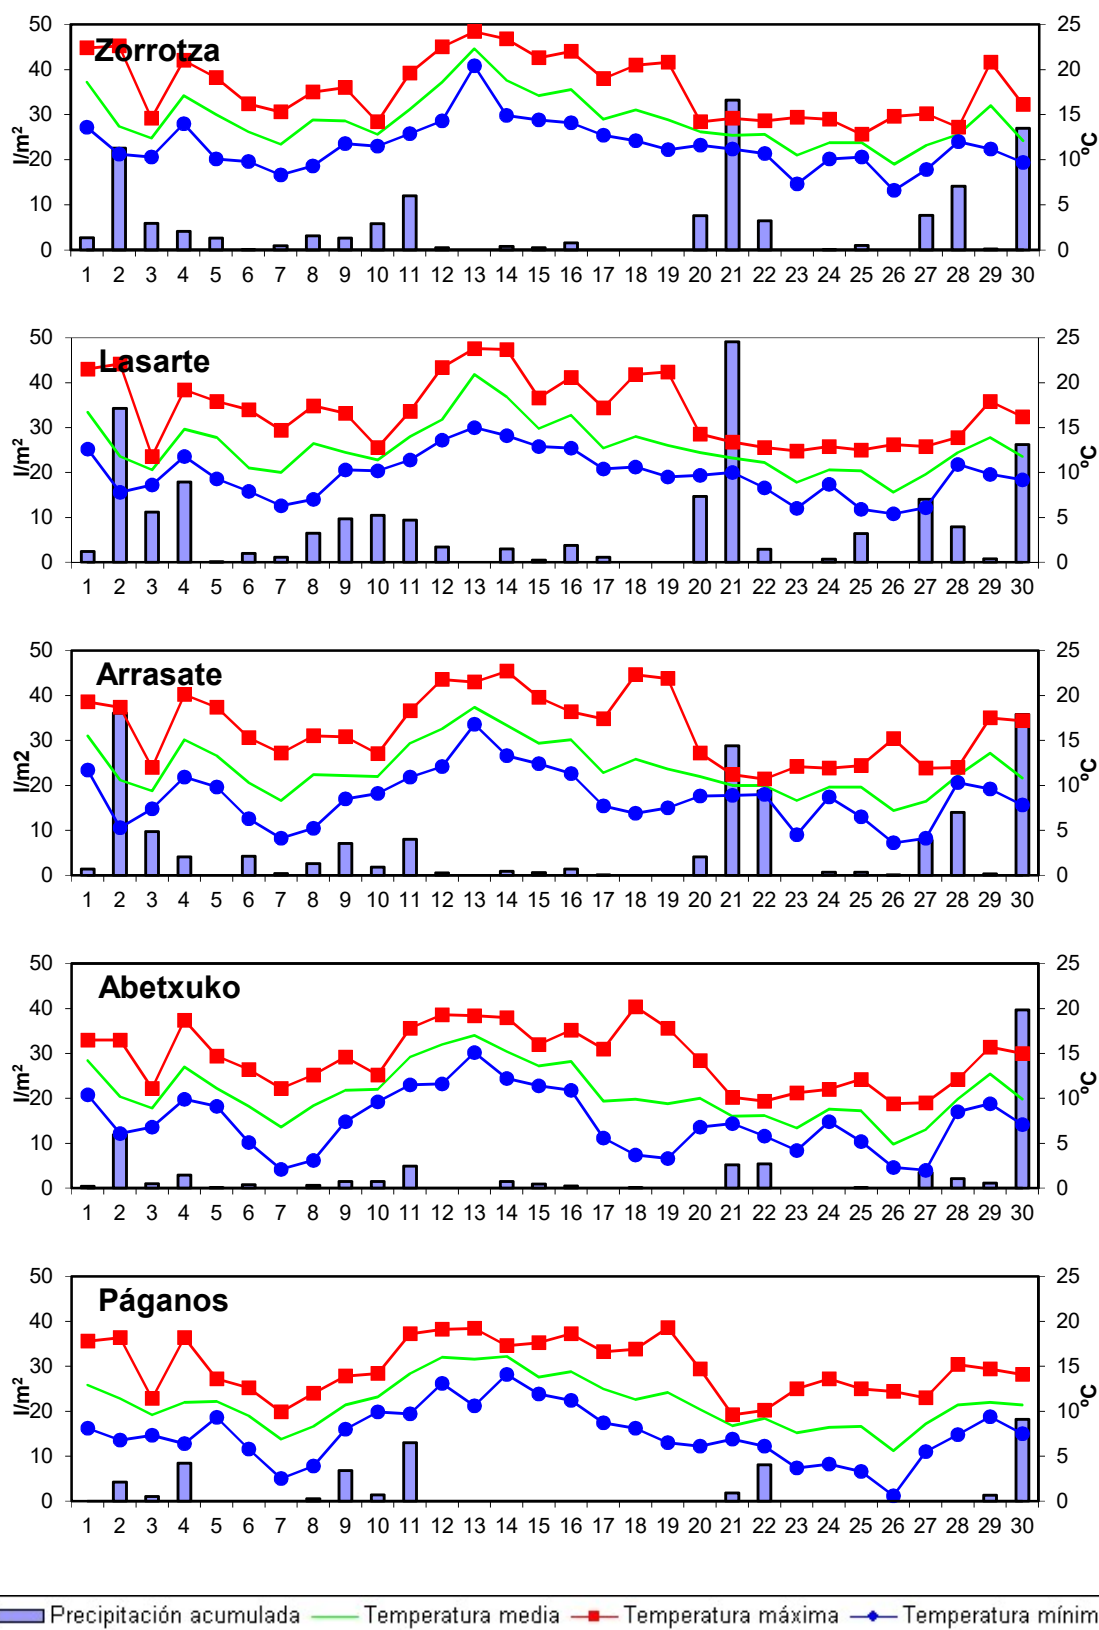 Zorrotza
50 40 30 20 10 0
l/m²
25 20 15 10 5 0
ºC
1 2 3 4 5 6 7 8 9 10 11 12 13 14 15 16 17 18 19 20 21 22 23 24 25 26 27 28 29 30
Lasarte
50 40 30 20 10 0
l/m²
25 20 15 10 5 0
ºC
1 2 3 4 5 6 7 8 9 10 11 12 13 14 15 16 17 18 19 20 21 22 23 24 25 26 27 28 29 30
Arrasate
50 40 30 20 10 0
l/m2
25 20 15 10 5 0
ºC
1 2 3 4 5 6 7 8 9 10 11 12 13 14 15 16 17 18 19 20 21 22 23 24 25 26 27 28 29 30
Abetxuko
50 40 30 20 10 0
l/m²
25 20 15 10 5 0
ºC
1 2 3 4 5 6 7 8 9 10 11 12 13 14 15 16 17 18 19 20 21 22 23 24 25 26 27 28 29 30
Páganos
50 40 30 20 10 0
l/m²
25 20 15 10 5 0
ºC
1 2 3 4 5 6 7 8 9 10 11 12 13 14 15 16 17 18 19 20 21 22 23 24 25 26 27 28 29 30
Precipitación acumulada Temperatura media Temperatura máxima Temperatura mínim